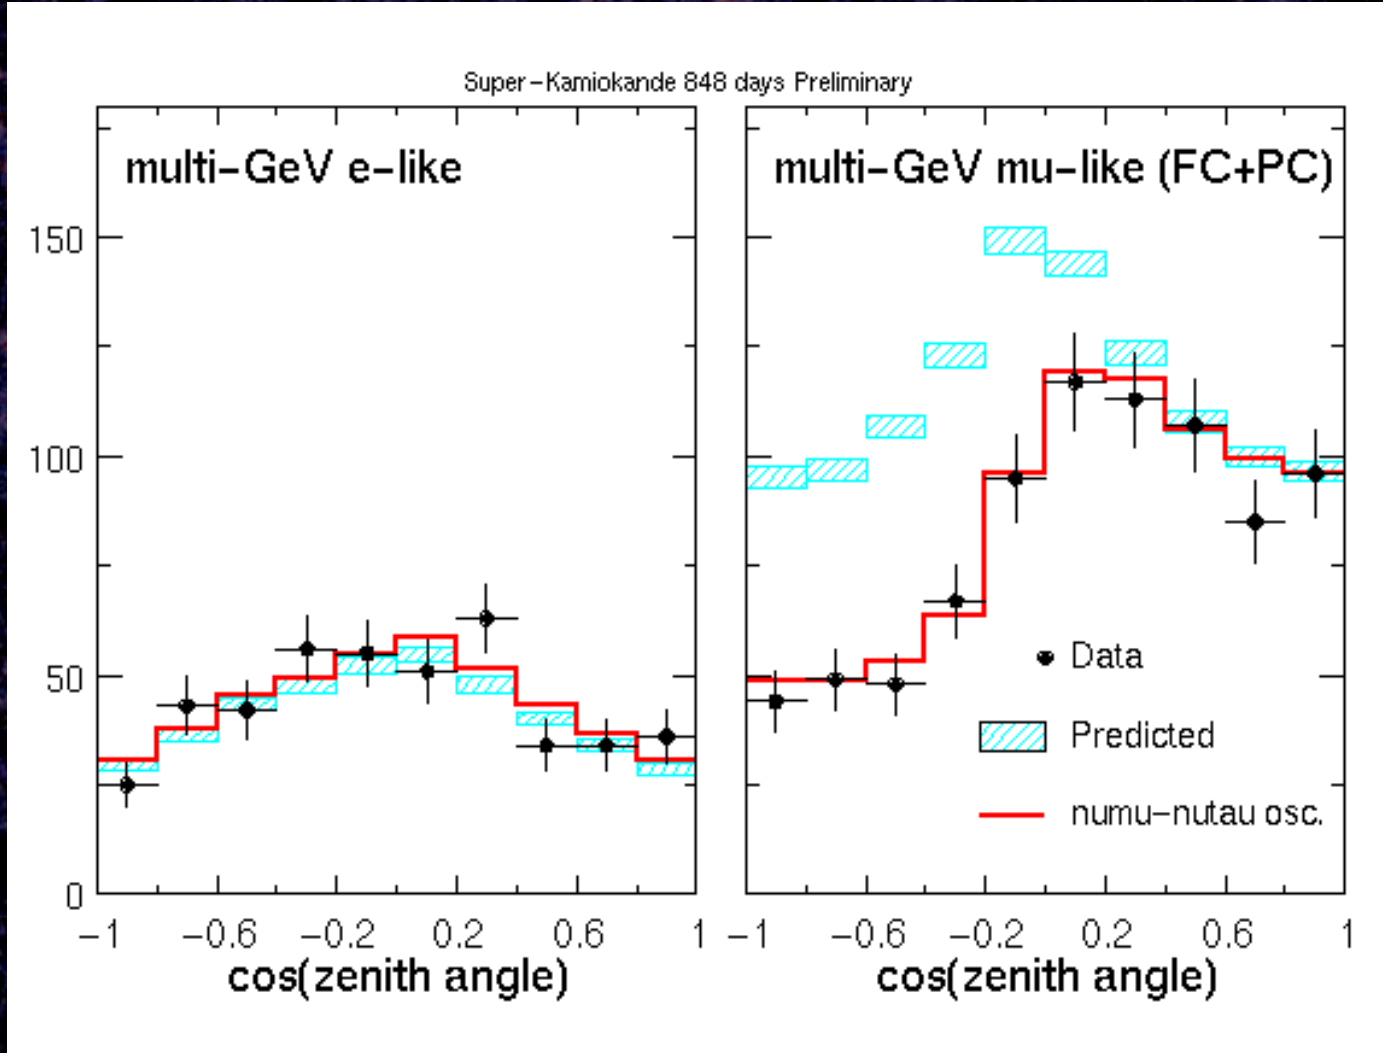 Super-Kamiokande 848 days Preliminary
multi-GeV e-like
multi-GeV mu-like (FC+PC)
150
100
50
0
Data
Predicted
numu-nutau osc.
-1 -0.6 -0.2 0.2 0.6 1
-1 -0.6 -0.2 0.2 0.6 1
cos(zenith angle)
cos(zenith angle)